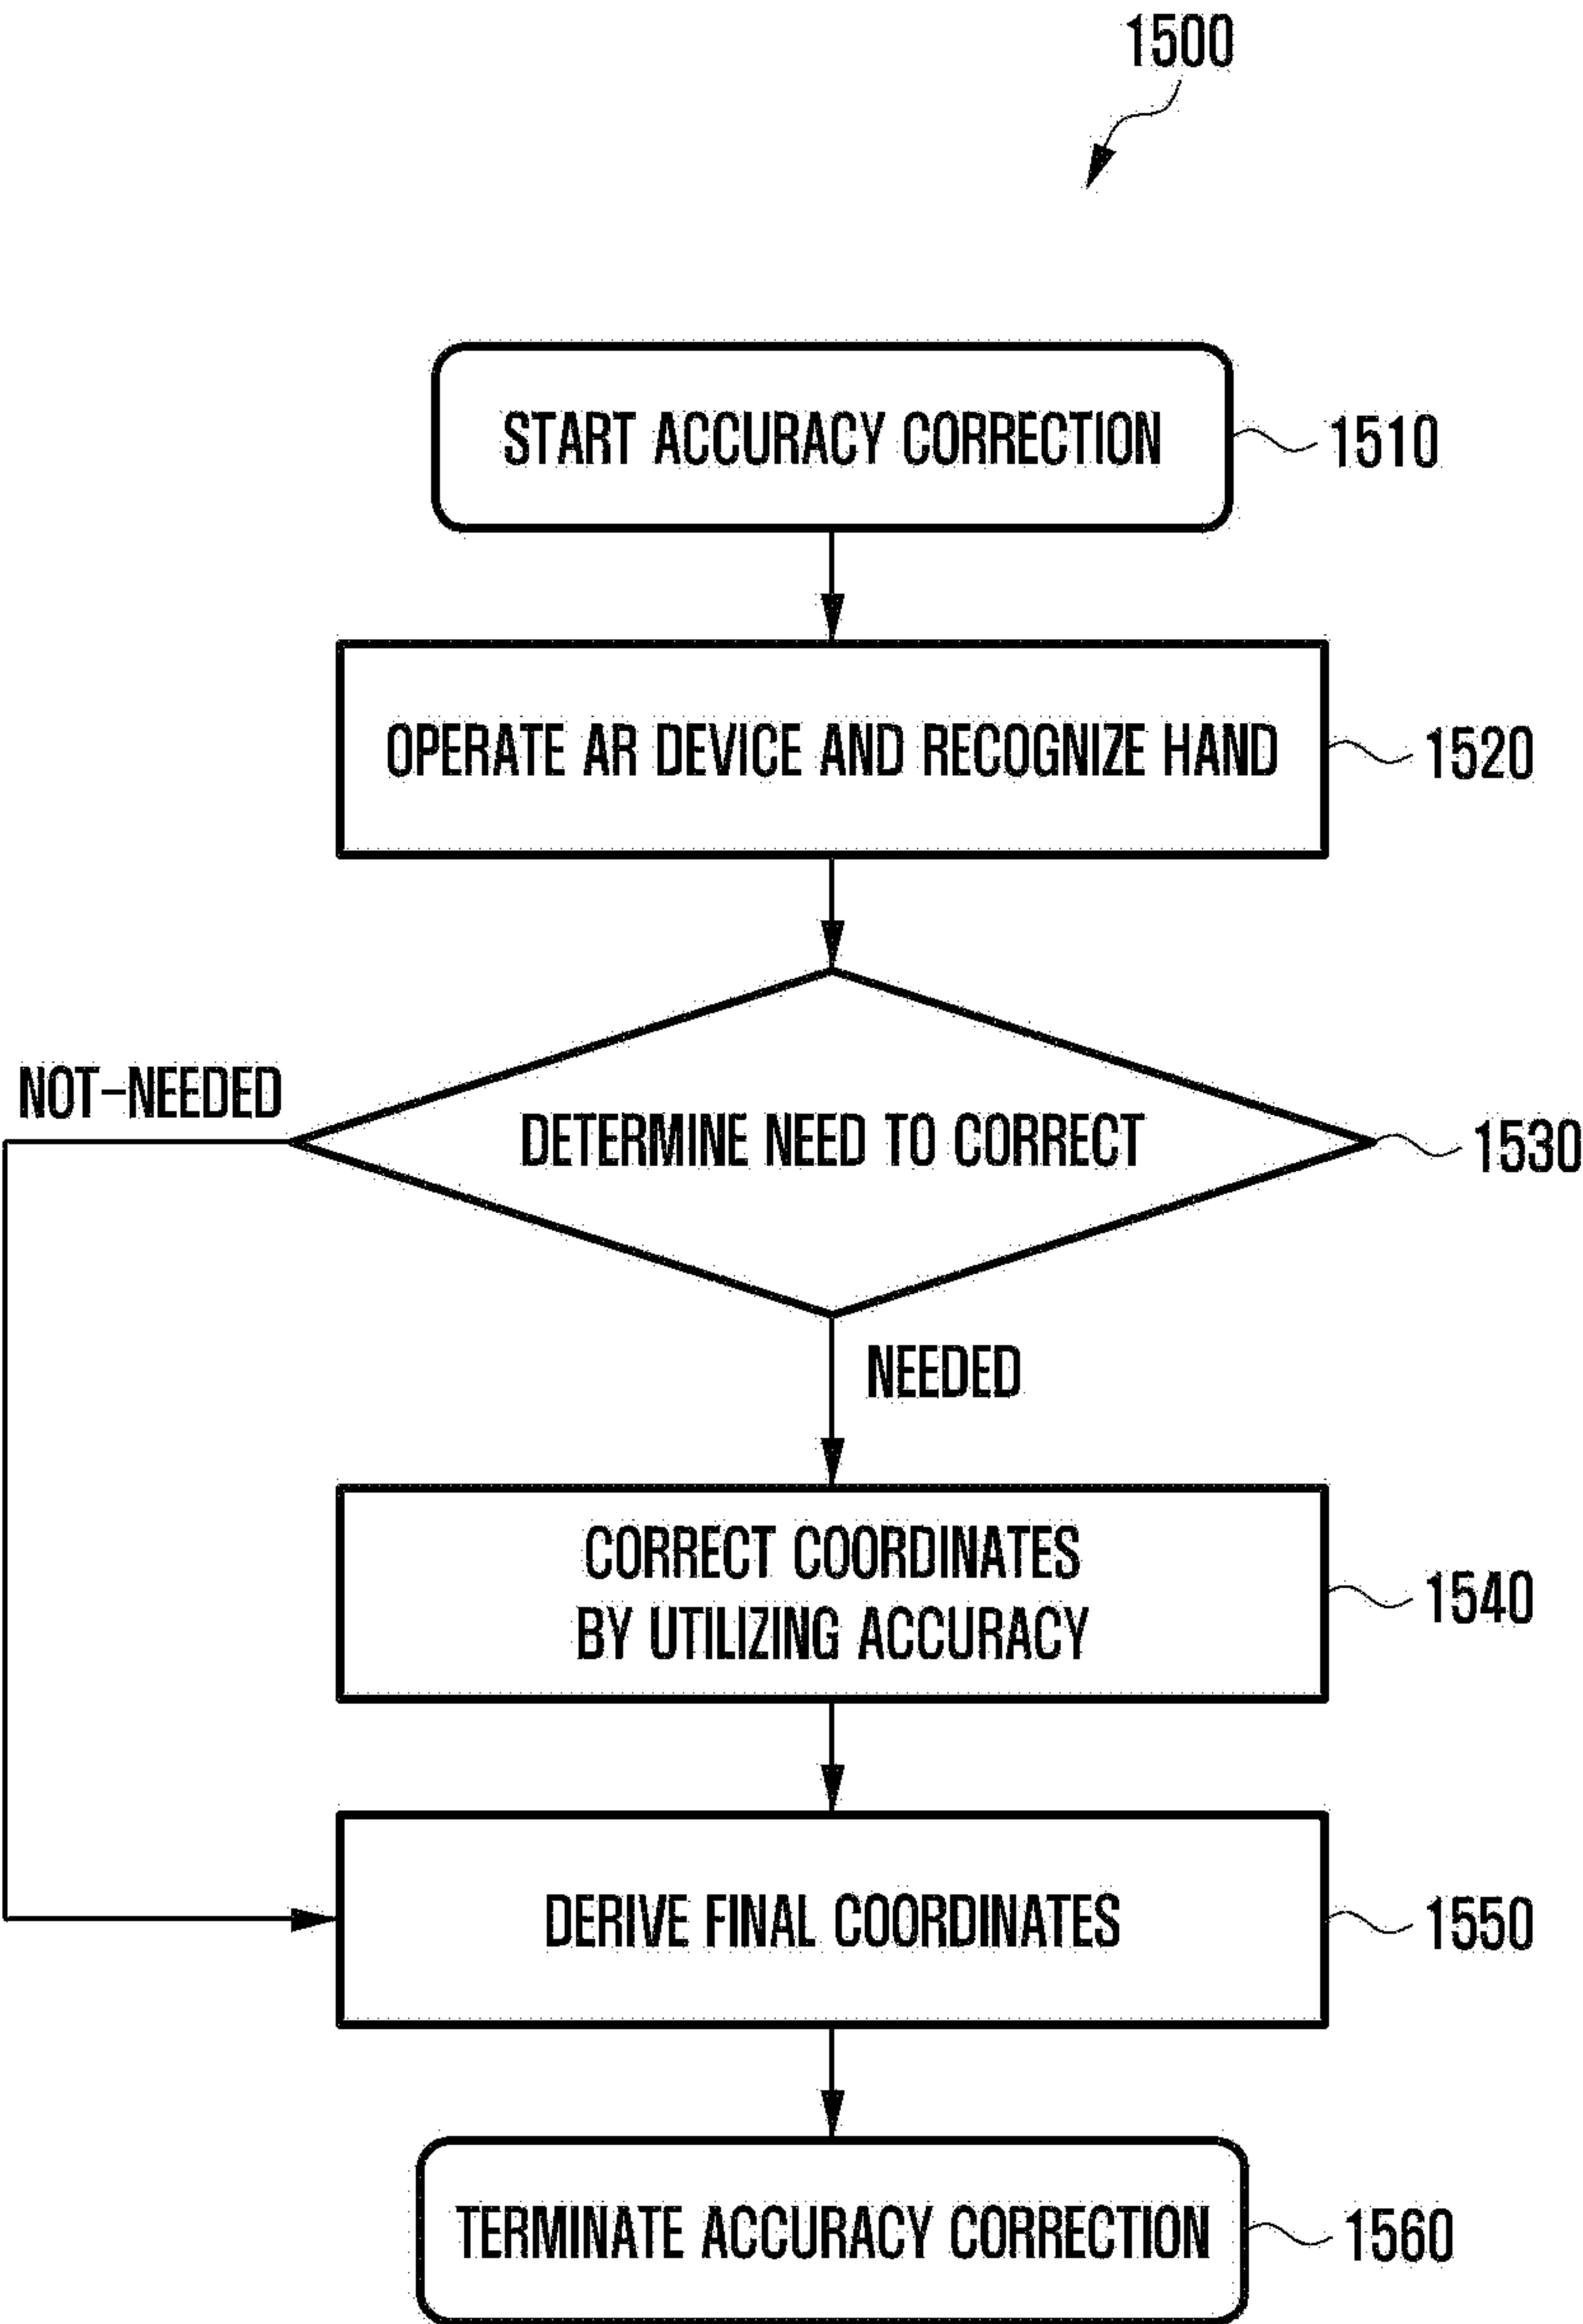 1500
START ACCURACY CORRECTION
1510
OPERATE AR DEVICE AND RECOGNIZE HAND
1520
NOT-NEEDED
DETERMINE NEED TO CORRECT
1530
NEEDED
CORRECT COORDINATES
BY UTILIZING ACCURACY
1540
DERIVE FINAL COORDINATES
1550
TERMINATE ACCURACY CORRECTION
1560